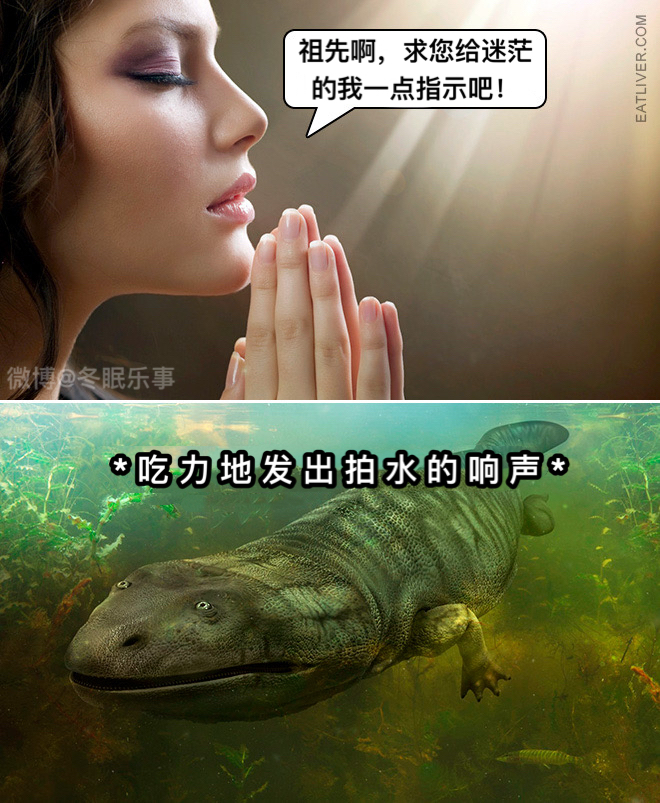 祖先啊，求您给迷茫
的我一点指示吧！
EATLIVER.COM
微博@冬眠乐事
*吃力地发出拍水的响声*